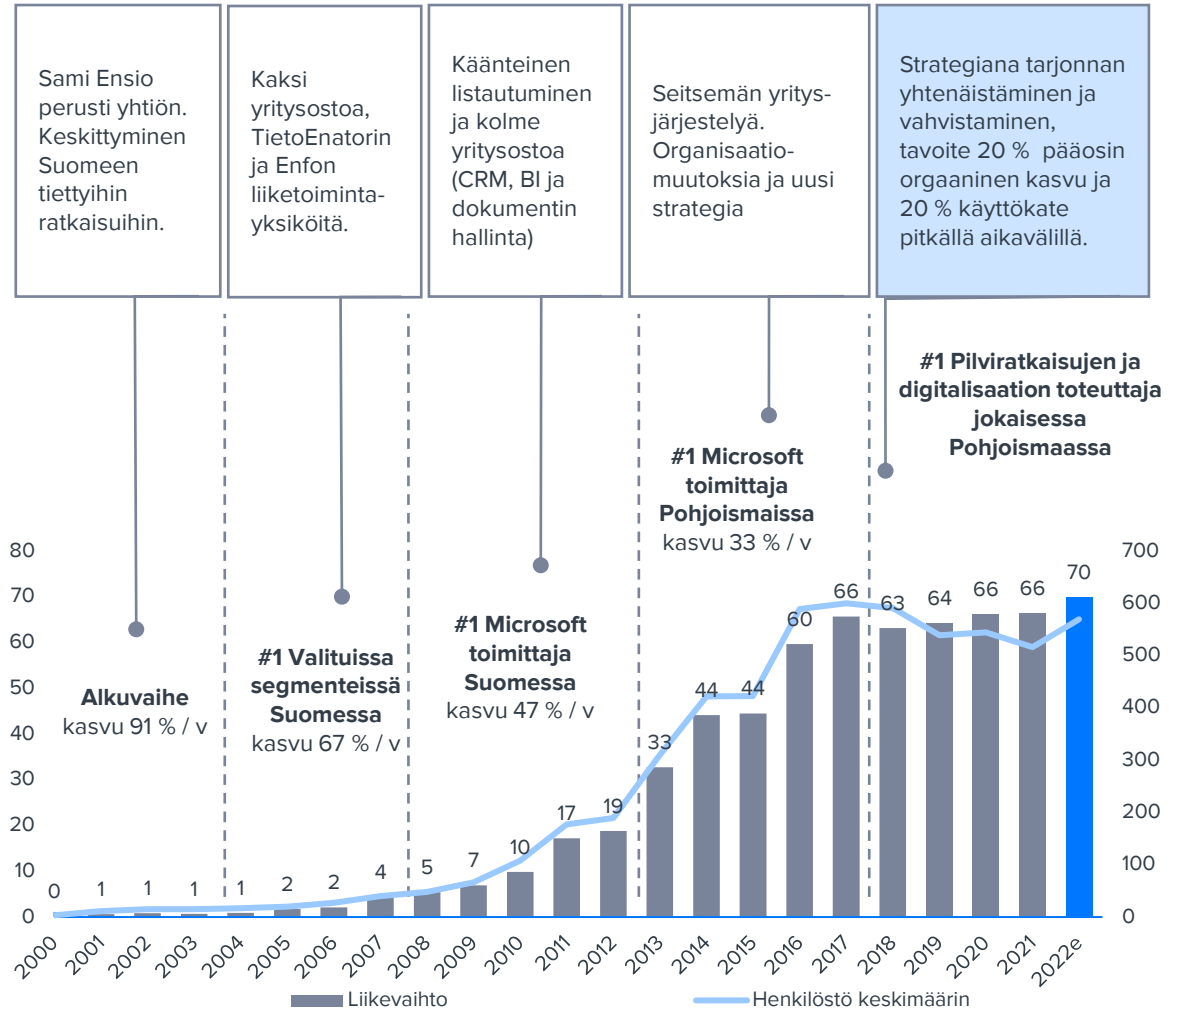 Sami Ensio
perusti yhtiön.
Keskittyminen
Suomeen
tiettyihin
ratkaisuihin.
Kaksi
yritysostoa,
TietoEnatorin
ja Enfon
liiketoiminta-
yksiköitä.
Käänteinen
listautuminen
ja kolme
yritysostoa
(CRM, BI ja
dokumentin
hallinta)
Seitsemän yritys-
järjestelyä.
Organisaatio-
muutoksia ja uusi
strategia
Strategiana tarjonnan
yhtenäistäminen ja
vahvistaminen,
tavoite 20 % pääosin
orgaaninen kasvu ja
20 % käyttökate
pitkällä aikavälillä.
Alkuvaihe
kasvu 91 % / v
#1 Valituissa
segmenteissä
Suomessa
kasvu 67 % / v
#1 Microsoft
toimittaja
Suomessa
kasvu 47 % / v
#1 Microsoft
toimittaja
Pohjoismaissa
kasvu 33 % / v
#1 Pilviratkaisujen ja
digitalisaation toteuttaja
jokaisessa
Pohjoismaassa
80
70
60
50
40
30
20
10
0
0 1 1 1 1 2 2 4 5 7 10 17 19 33 44 44 60 66 63 64 66 66 70
700
600
500
400
300
200
100
0
2000 2001 2002 2003 2004 2005 2006 2007 2008 2009 2010 2011 2012 2013 2014 2015 2016 2017 2018 2019 2020 2021 2022e
Liikevaihto
Henkilöstö keskimäärin